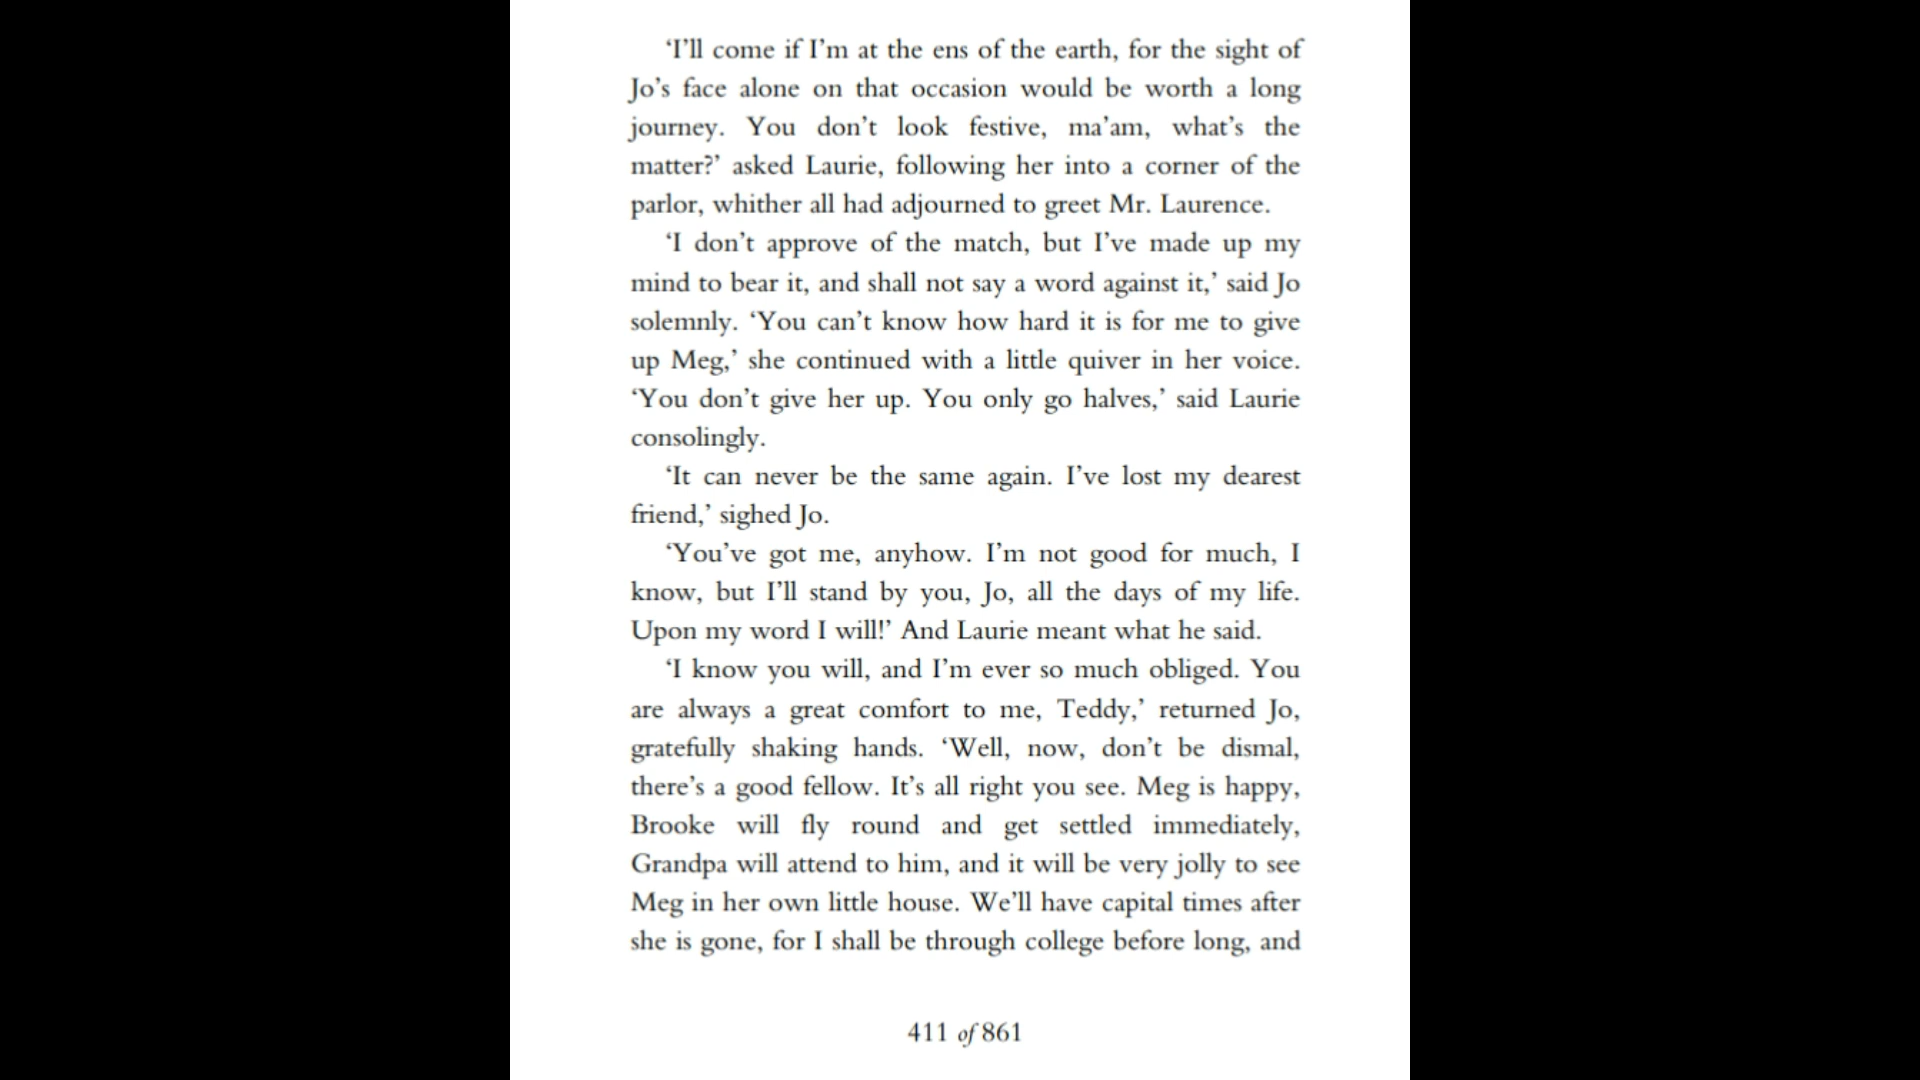 ‘I’ll come if I’m at the ens of the earth, for the sight of
Jo’s face alone on that occasion would be worth a long
journey. You don’t look festive, ma’am, what’s the
matter?’ asked Laurie, following her into a corner of the
parlor, whither all had adjourned to greet Mr. Laurence.
‘I don’t approve of the match, but I’ve made up my
mind to bear it, and shall not say a word against it,’ said Jo
solemnly. ‘You can’t know how hard it is for me to give
up Meg,’ she continued with a little quiver in her voice.
‘You don’t give her up. You only go halves,’ said Laurie
consolingly.
‘It can never be the same again. I’ve lost my dearest
friend,’ sighed Jo.
‘You’ve got me, anyhow. I’m not good for much, I
know, but I’ll stand by you, Jo, all the days of my life.
Upon my word I will!’ And Laurie meant what he said.
‘I know you will, and I’m ever so much obliged. You
are always a great comfort to me, Teddy,’ returned Jo,
gratefully shaking hands. ‘Well, now, don’t be dismal,
there’s a good fellow. It’s all right you see. Meg is happy,
Brooke will fly round and get settled immediately,
Grandpa will attend to him, and it will be very jolly to see
Meg in her own little house. We’ll have capital times after
she is gone, for I shall be through college before long, and
411 of 861